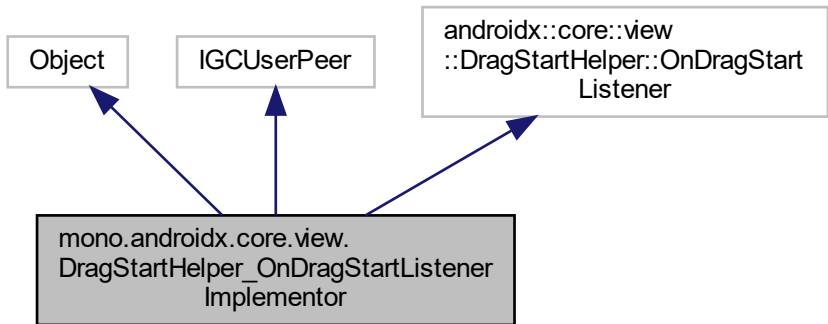 Object
IGCUserPeer
androidx::core::view
::DragStartHelper::OnDragStart
Listener
mono.androidx.core.view.
DragStartHelper_OnDragStartListener
Implementor